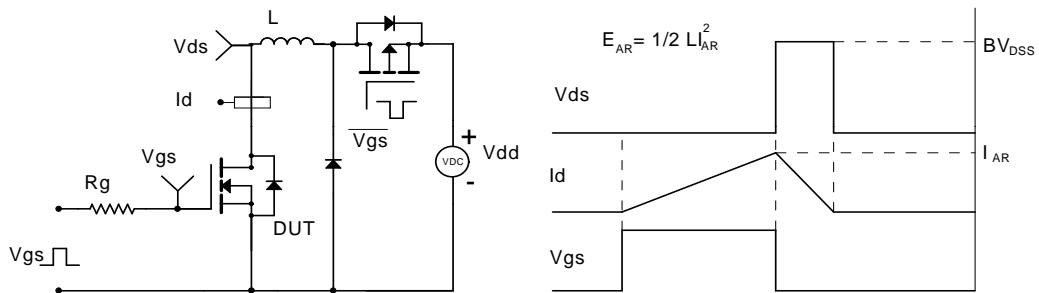 L
Vds
Id
Vgs
Rg
Vgs
DUT
Vgs
VDC
+
-
Vdd
E_AR= 1/2 LI_AR^2
BV_DSS
Vds
I_AR
Id
Vgs